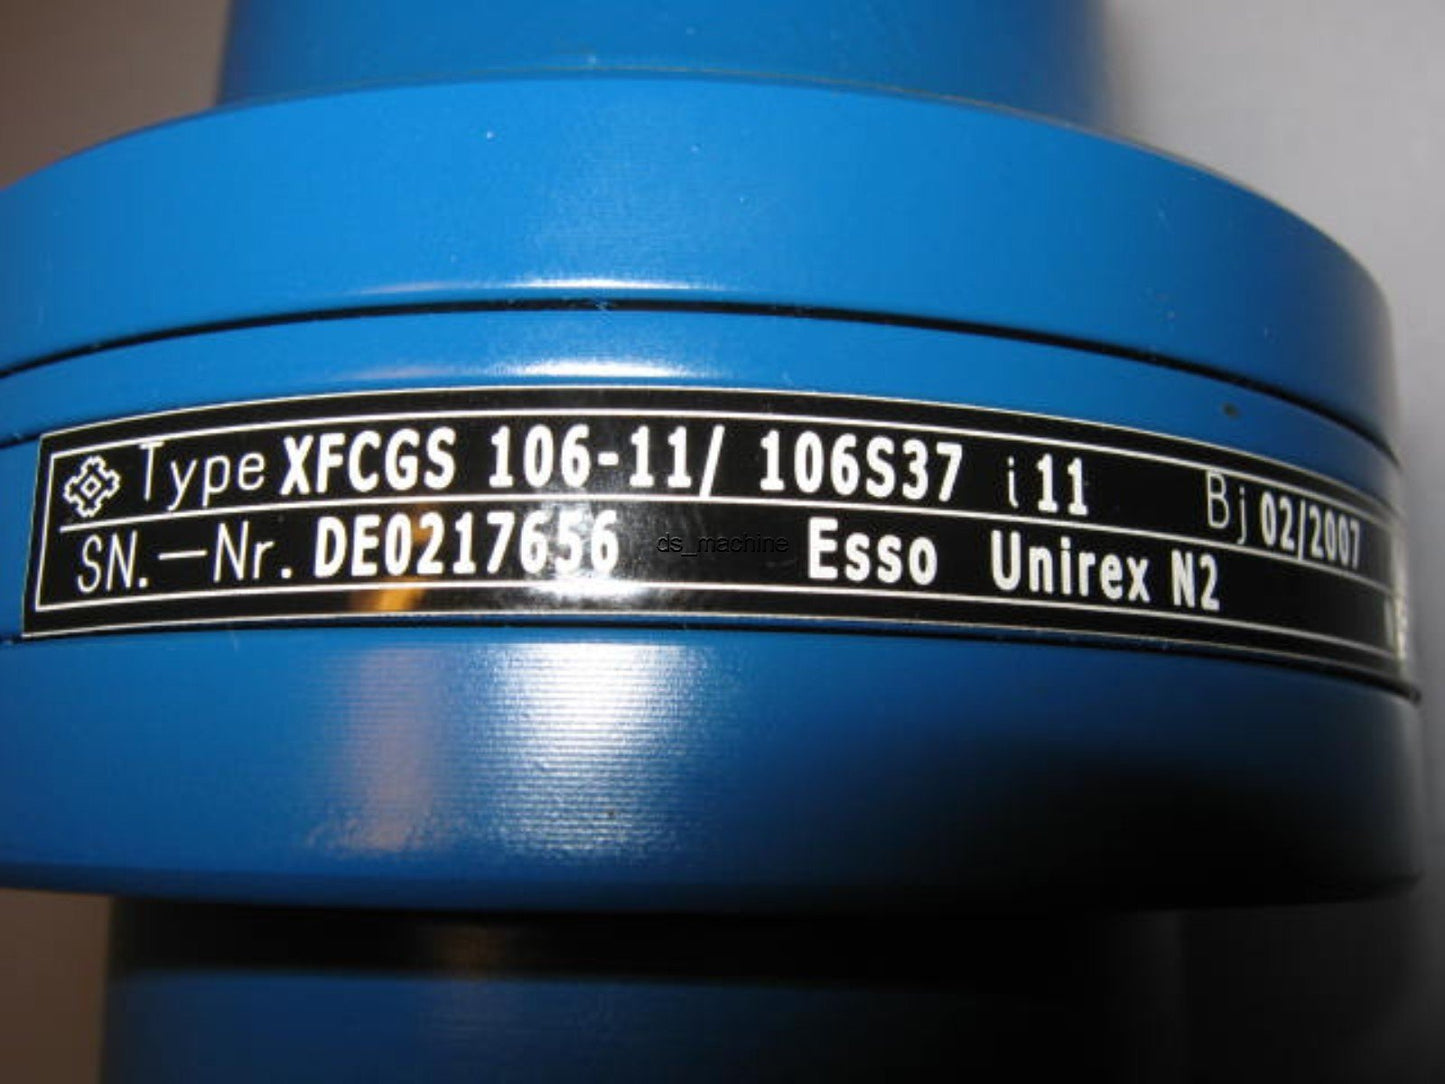 Type XFCGS 106-11/ 106S37 i 11 Bj 02/2007
SN.-Nr. DE0217656 Esso Unirex N2
ds_machine